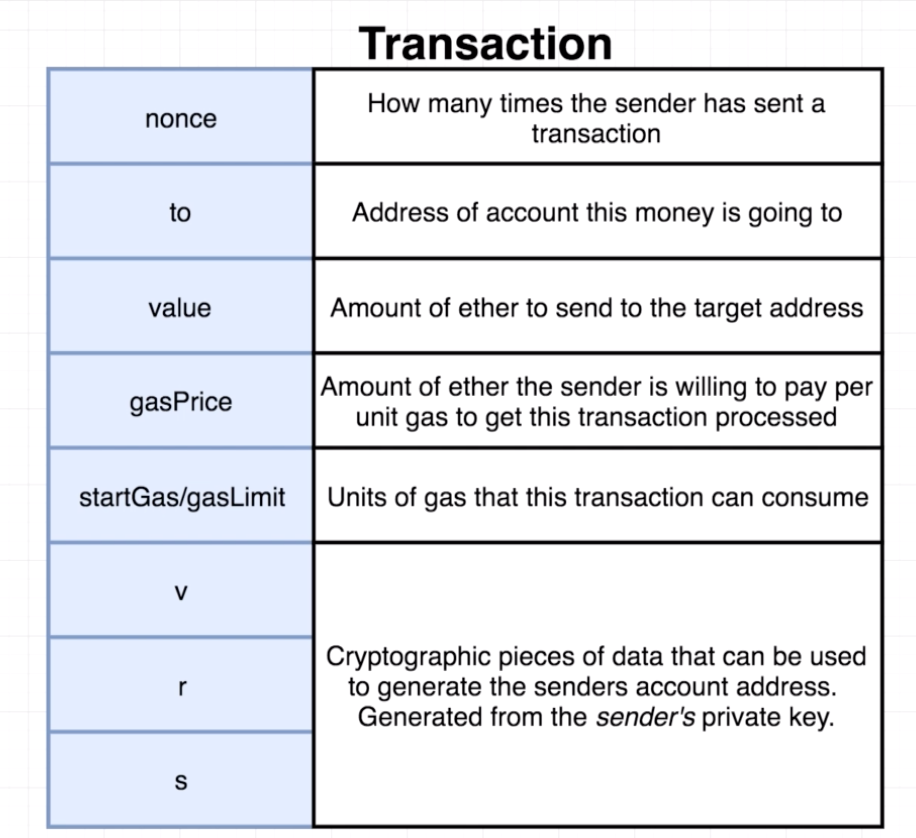 Transaction
nonce
How many times the sender has sent a
transaction
to
Address of account this money is going to
value
Amount of ether to send to the target address
gasPrice
Amount of ether the sender is willing to pay per
unit gas to get this transaction processed
startGas/gasLimit
Units of gas that this transaction can consume
v
r
s
Cryptographic pieces of data that can be used
to generate the senders account address.
Generated from the sender's private key.